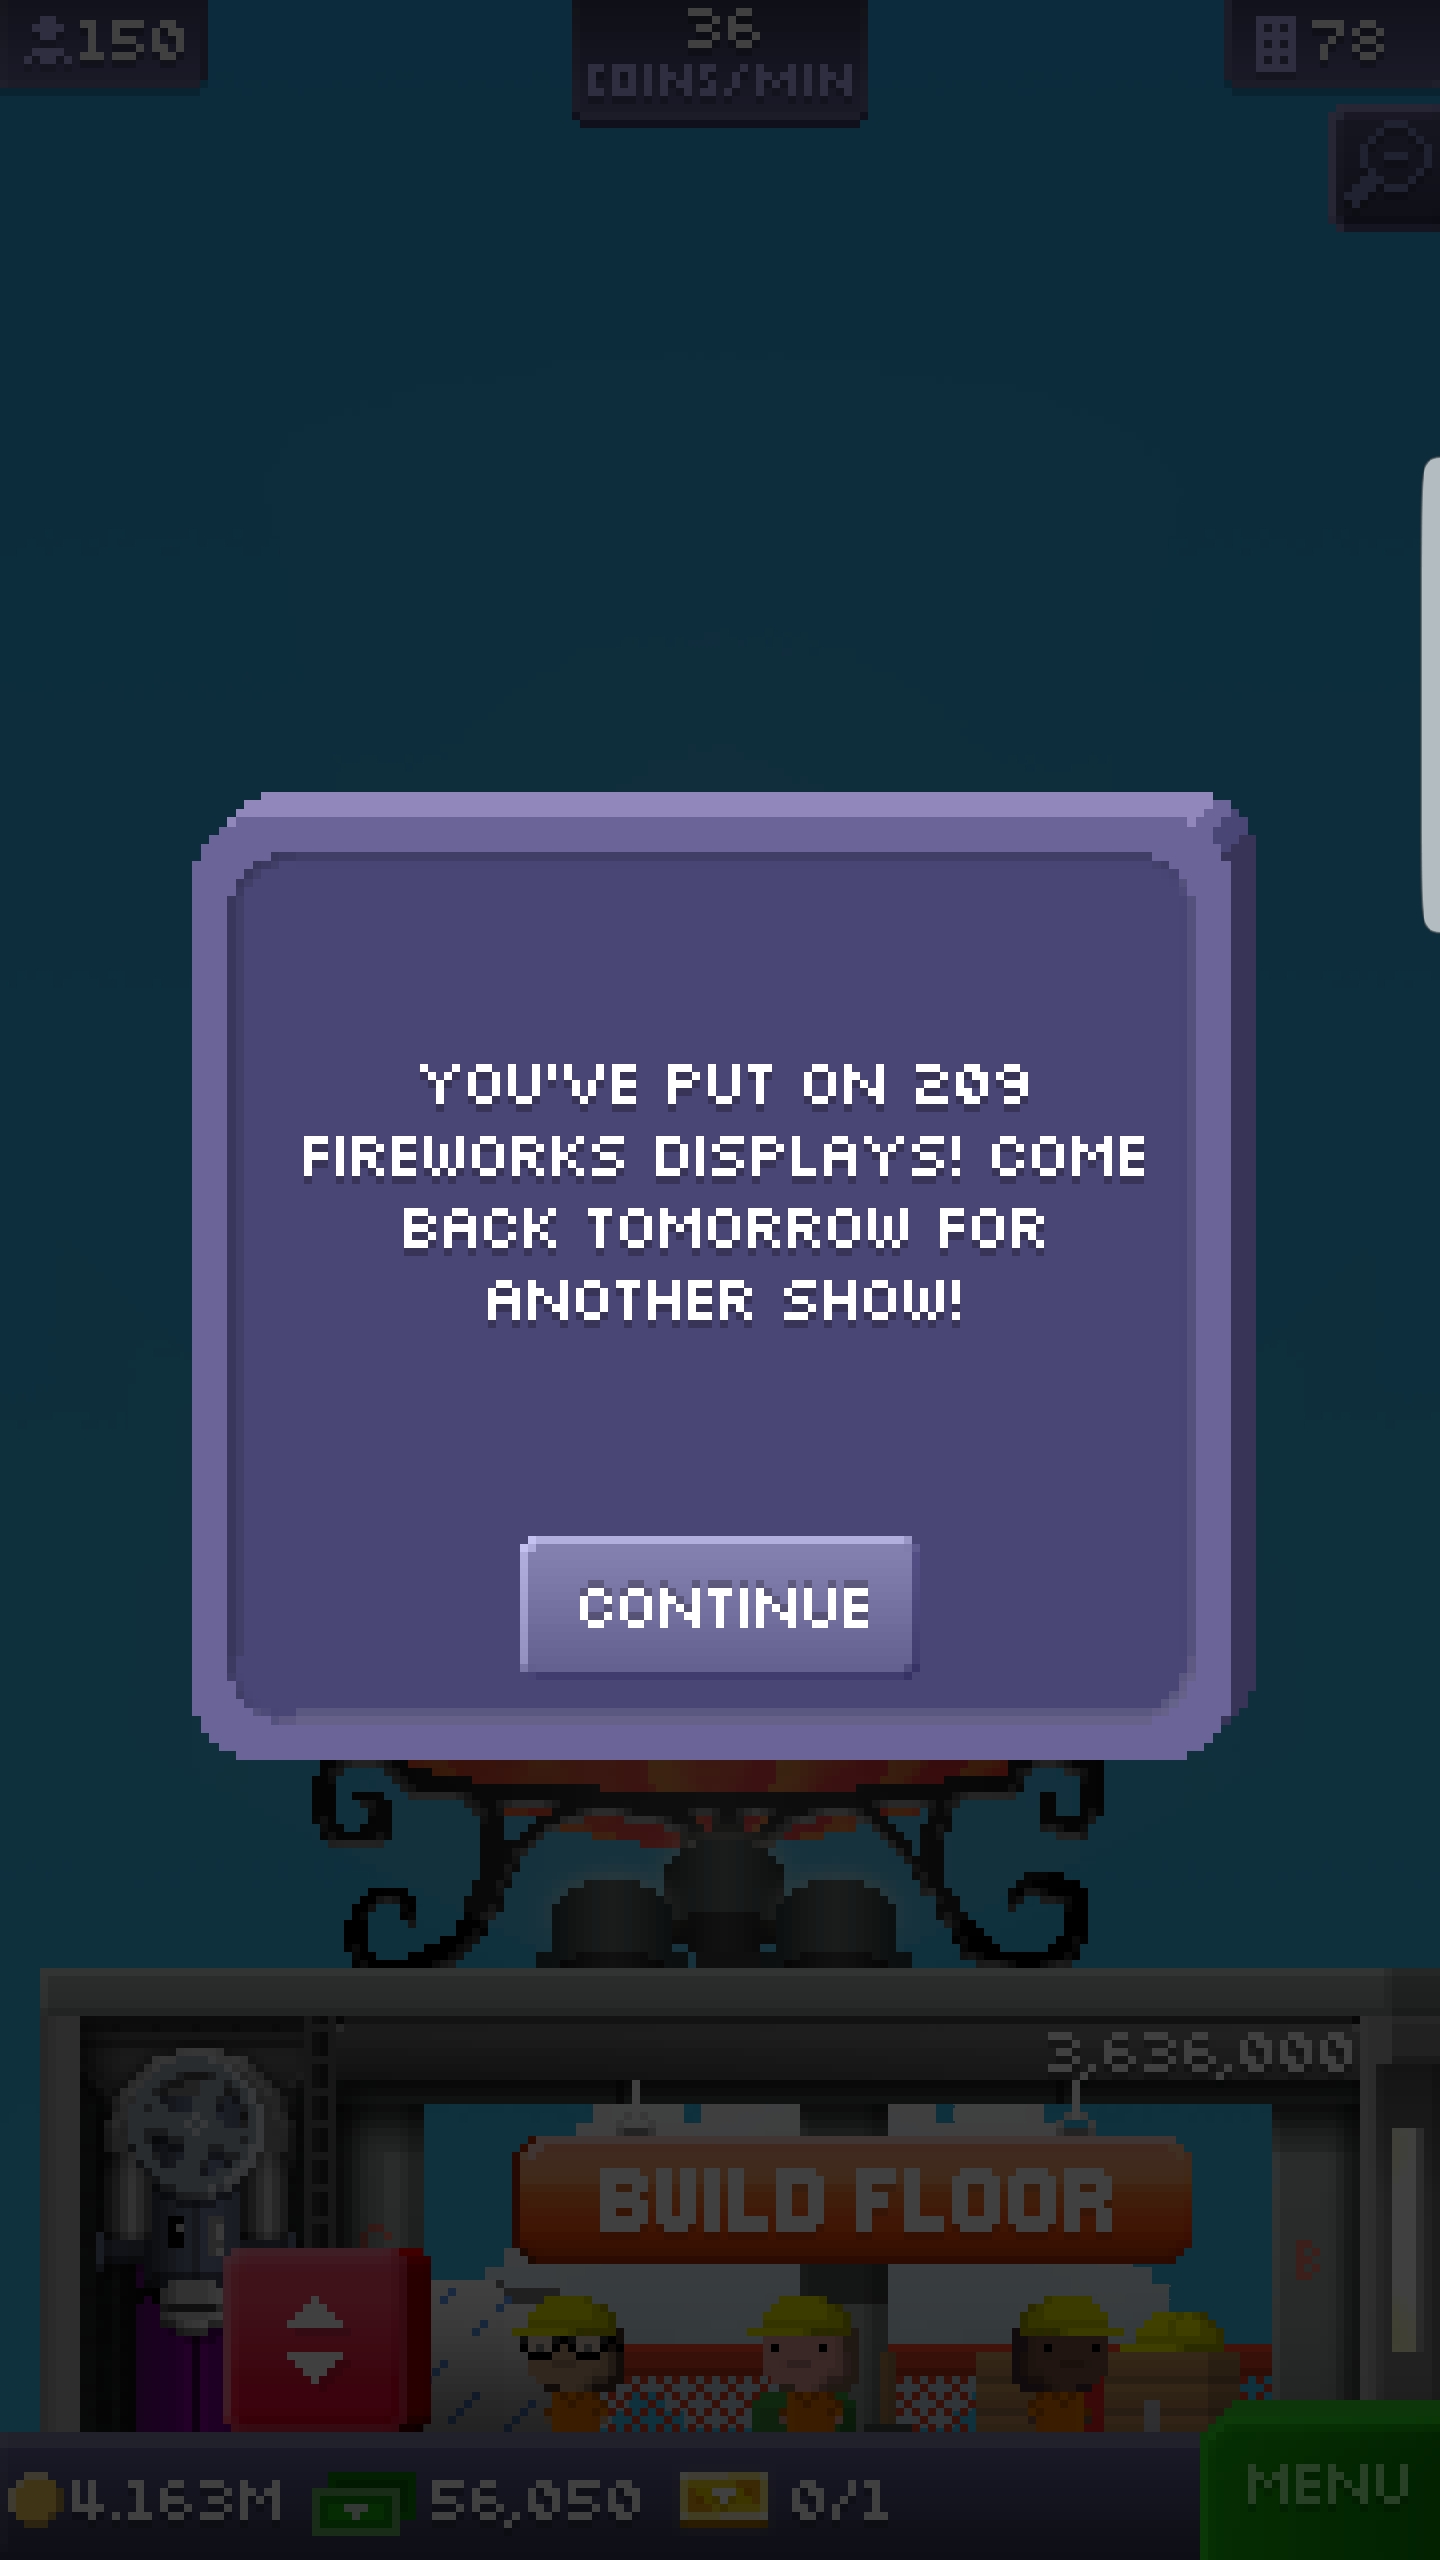 150
36
COINS/MIN
78
YOU'VE PUT ON 209
FIREWORKS DISPLAYS! COME
BACK TOMORROW FOR
ANOTHER SHOW!
CONTINUE
3,636,000
BUILD FLOOR
B
4.163M 56,050 0/1
MENU